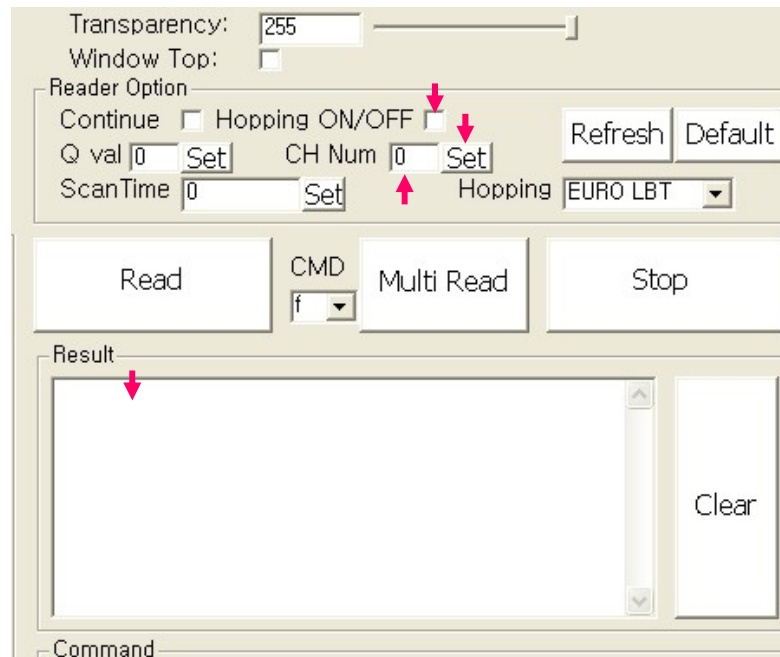 Transparency: 255
Window Top:
Reader Option
Continue Hopping ON/OFF
Refresh Default
Q val 0 Set CH Num 0 Set
ScanTime 0 Set Hopping EURO LBT
Read CMD f Multi Read Stop
Result
Clear
Command